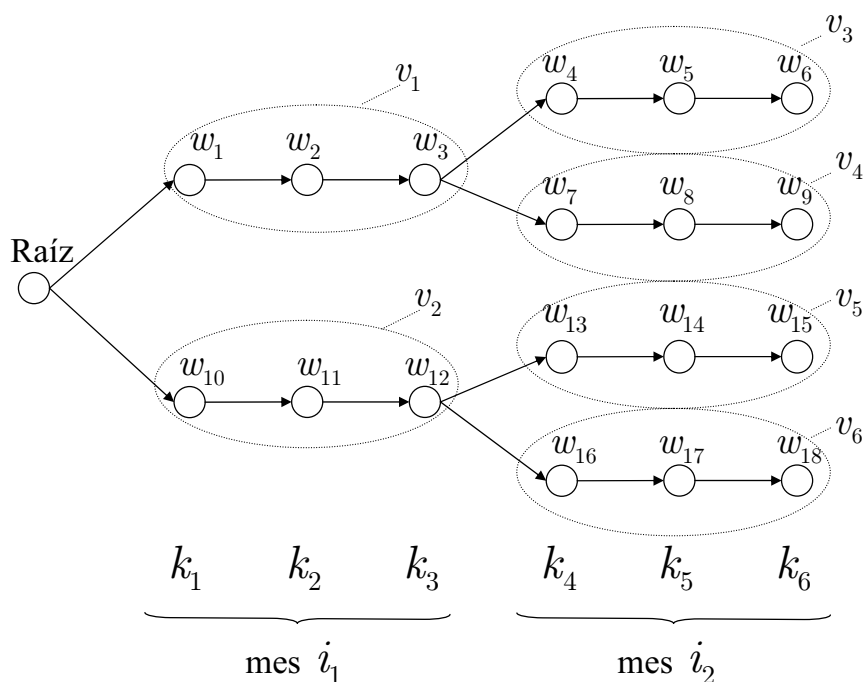 v₃
w₄ w₅ w₆
v₁
w₁ w₂ w₃
v₄
w₇ w₈ w₉
Raíz
v₂
v₅
w₁₃ w₁₄ w₁₅
w₁₀ w₁₁ w₁₂
v₆
w₁₆ w₁₇ w₁₈
k₁ k₂ k₃ k₄ k₅ k₆
mes i₁ mes i₂